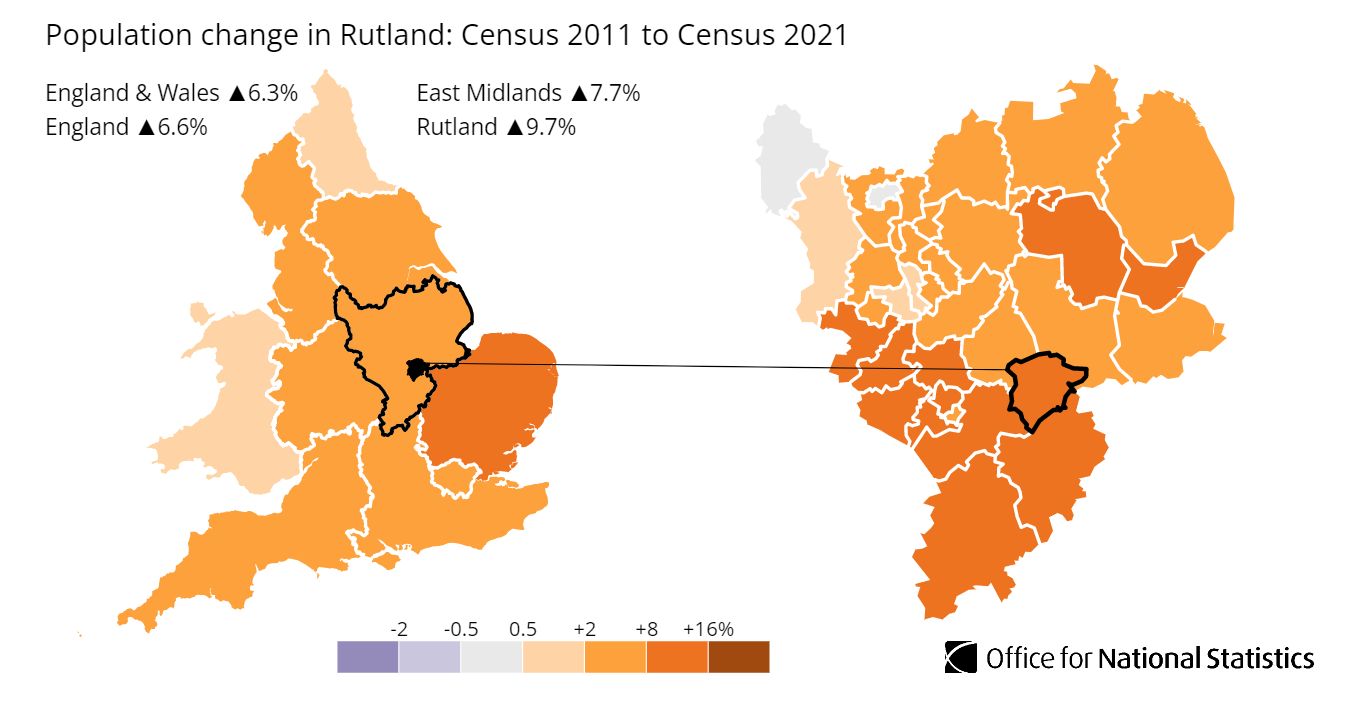 Population change in Rutland: Census 2011 to Census 2021
England & Wales ▲6.3%
East Midlands ▲7.7%
England ▲6.6%
Rutland ▲9.7%
-2 -0.5 0.5 +2 +8 +16%
Office for National Statistics